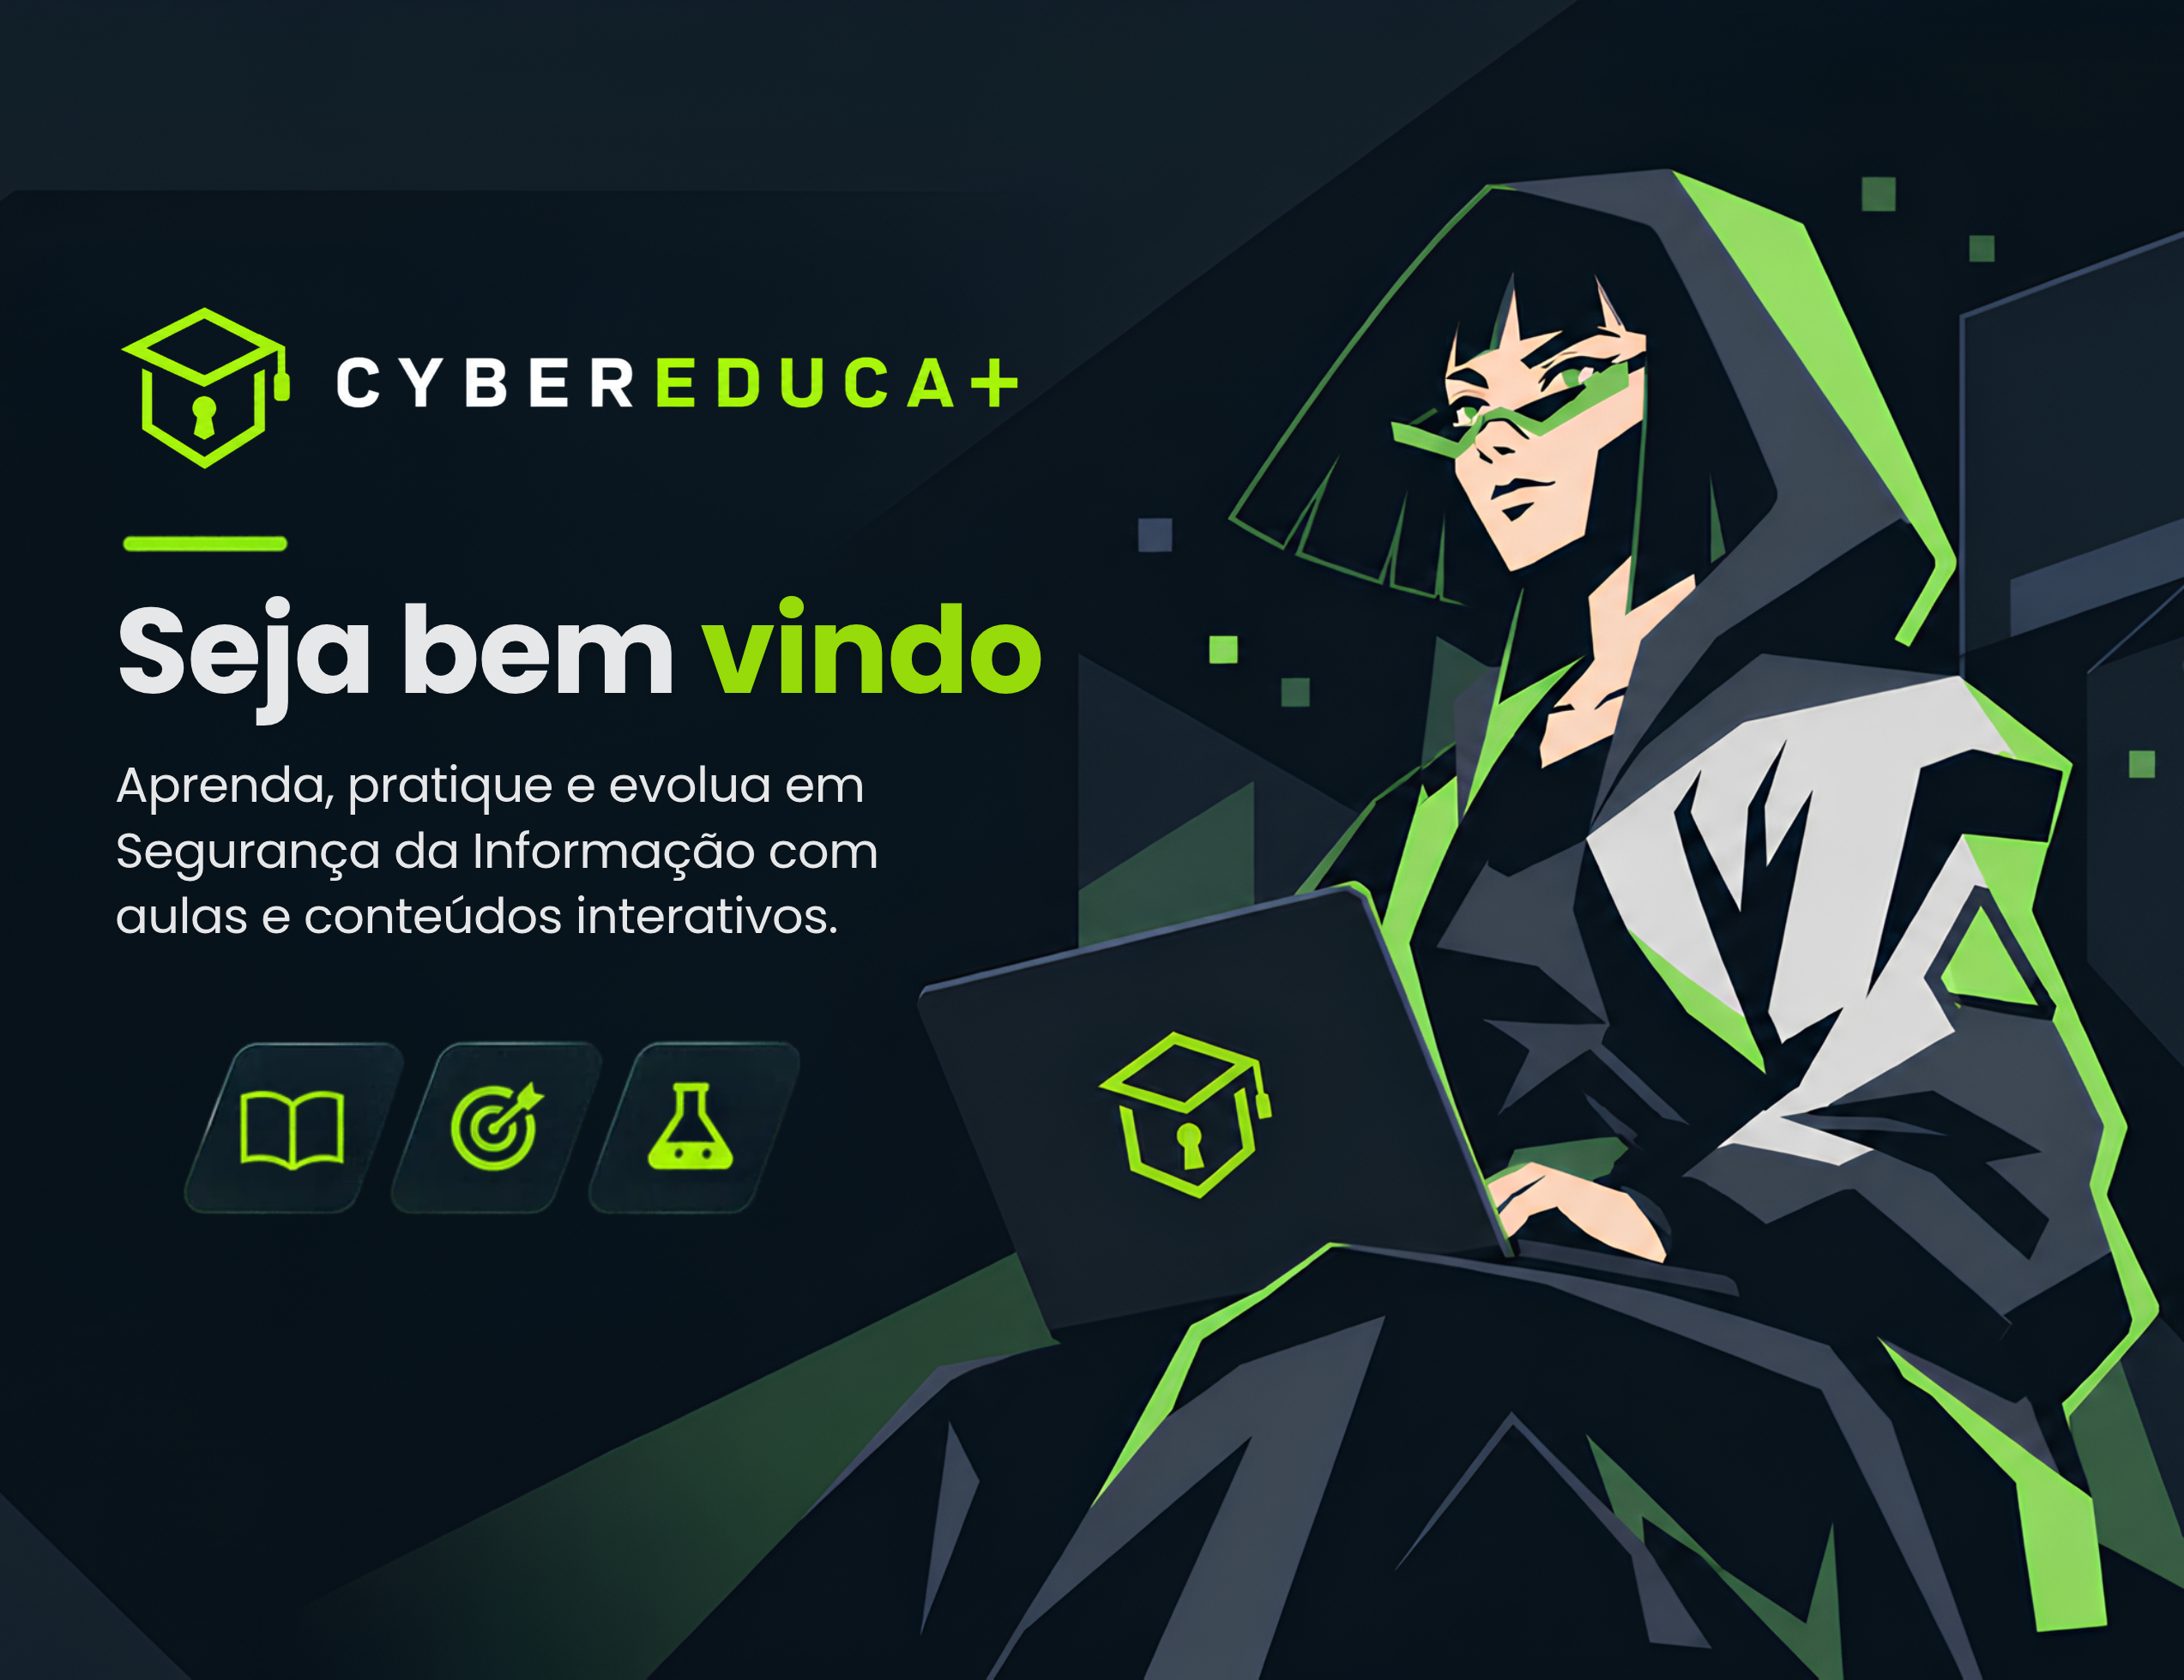 CYBEREDUCA+
Seja bem vindo
Aprenda, pratique e evolua em
Segurança da Informação com
aulas e conteúdos interativos.